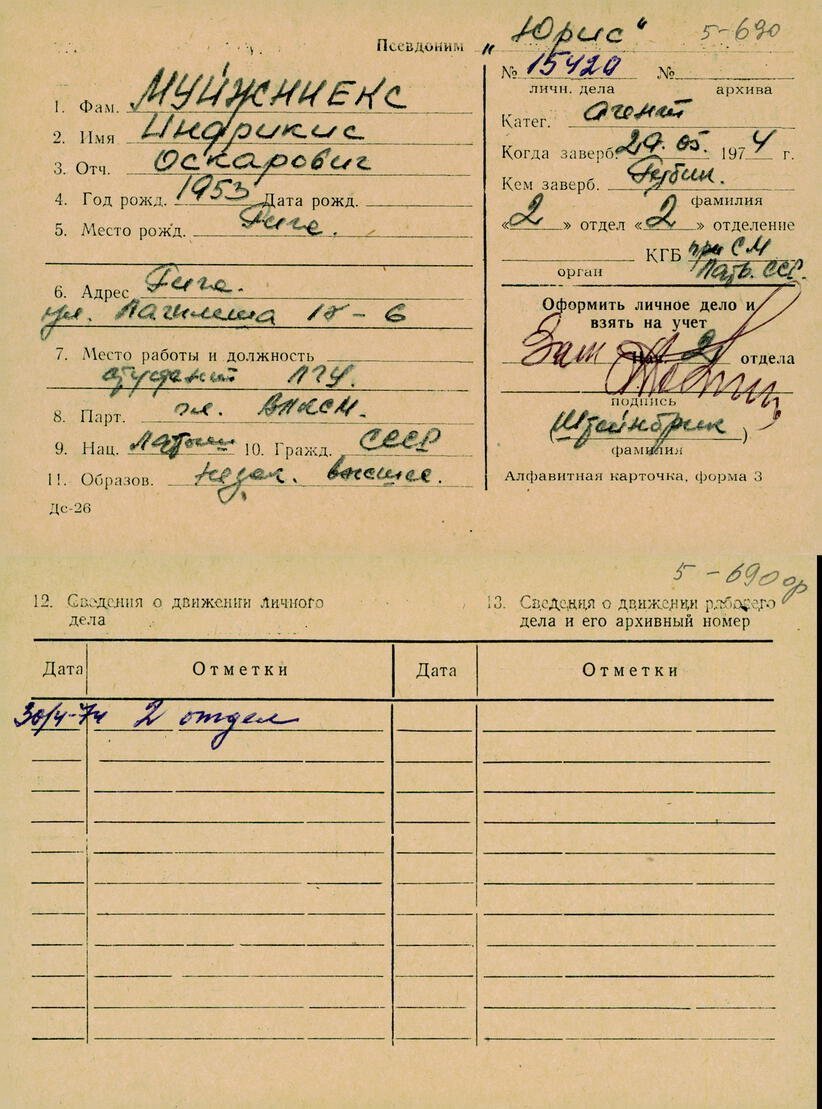 Псевдоним „Юрис“ 5-690
1. Фам. МУЙЖНИЕКС
2. Имя Индрикис
3. Отч. Оскарович
4. Год рожд. 1953 Дата рожд.
5. Место рожд. Рига.
6. Адрес Рига.
ул. 18-6
7. Место работы и должность
студент ЛГУ.
8. Парт. чл. ВЛКСМ.
9. Нац. Латыш 10. Гражд. СССР
11. Образов. незак. высшее.
Дс-26
№ 15420 №
личн. дела архива
Катег. агент
Когда заверб. 29.05. 1974 г.
Кем заверб. Губин.
фамилия
«2» отдел «2» отделение
КГБ при СМ
орган Латв. ССР.
Оформить личное дело и
взять на учет
Зам Нач. 2 отдела
подпись
(Штейнбрик)
фамилия
Алфавитная карточка, форма 3
5-690 об
12. Сведения о движении личного
дела
13. Сведения о движении рабочего
дела и его архивный номер
Дата Отметки Дата Отметки
30/4-74 2 отдел